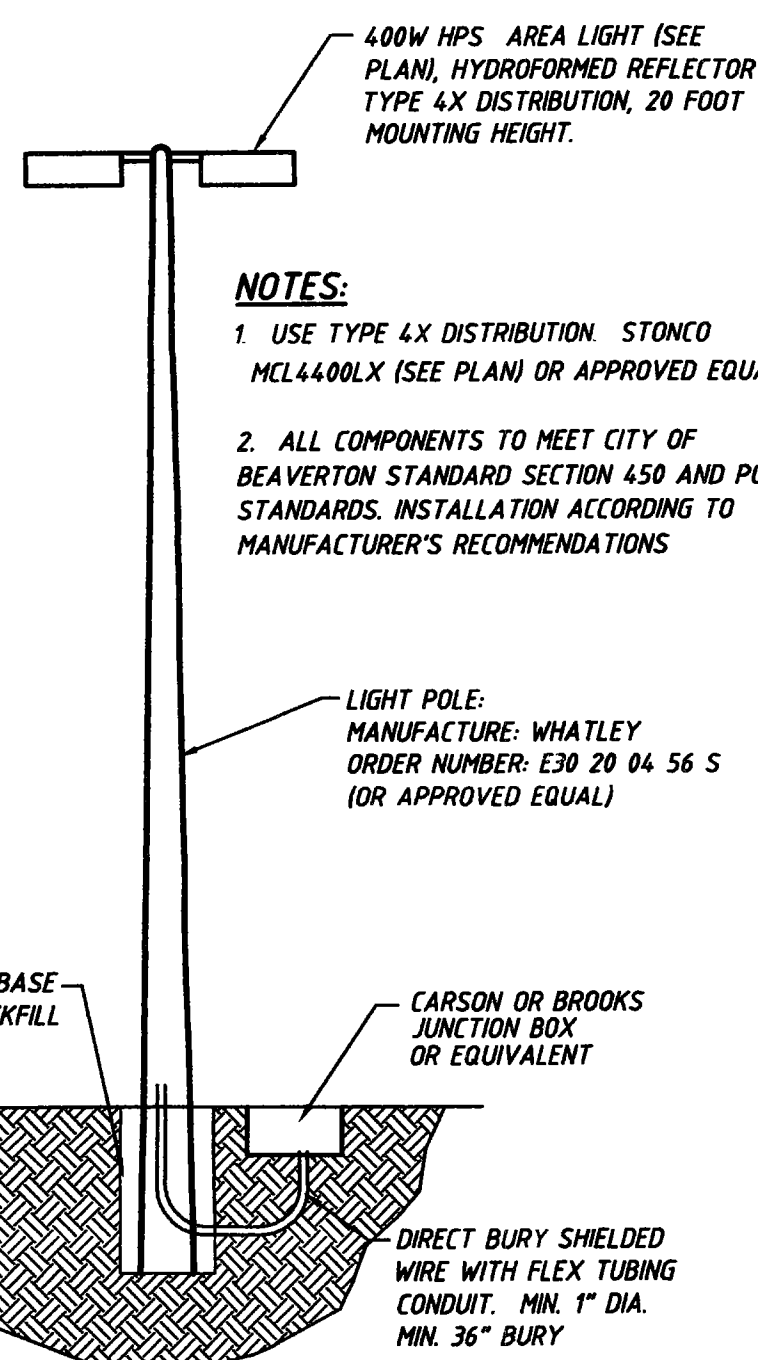 400W HPS AREA LIGHT (SEE
PLAN), HYDROFORMED REFLECTOR
TYPE 4X DISTRIBUTION, 20 FOOT
MOUNTING HEIGHT.
NOTES:
1. USE TYPE 4X DISTRIBUTION. STONCO
MCL4400LX (SEE PLAN) OR APPROVED
2. ALL COMPONENTS TO MEET CITY OF
BEAVERTON STANDARD SECTION 450 AND
STANDARDS. INSTALLATION ACCORDING TO
MANUFACTURER'S RECOMMENDATIONS
LIGHT POLE:
MANUFACTURE: WHATLEY
ORDER NUMBER: E30 20 04 56 S
(OR APPROVED EQUAL)
BASE
KFILL
CARSON OR BROOKS
JUNCTION BOX
OR EQUIVALENT
DIRECT BURY SHIELDED
WIRE WITH FLEX TUBING
CONDUIT. MIN. 1" DIA.
MIN. 36" BURY